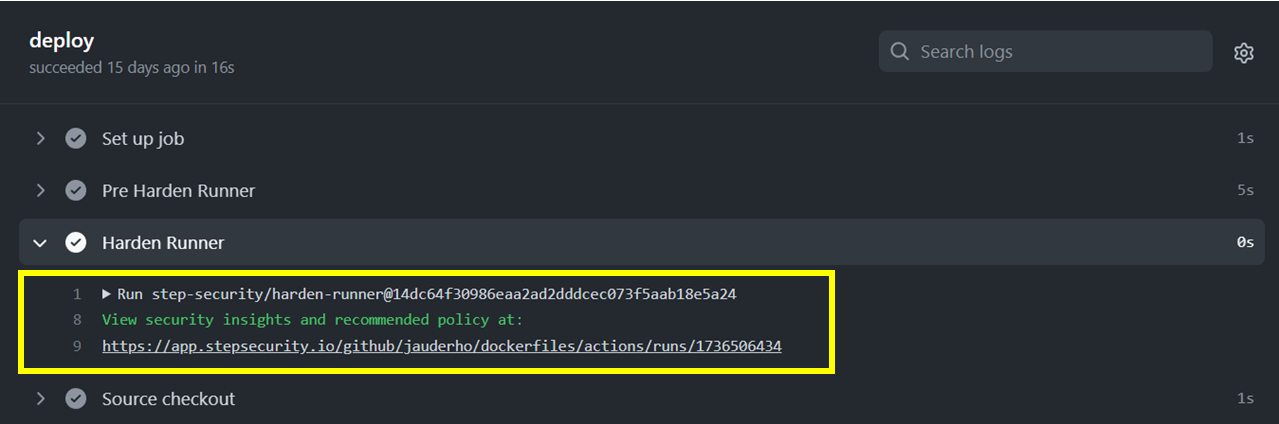 deploy
succeeded 15 days ago in 16s
Search logs
Set up job 1s
Pre Harden Runner 5s
Harden Runner 0s
1 Run step-security/harden-runner@14dc64f30986eaa2ad2dddcec073f5aab18e5a24
8 View security insights and recommended policy at:
9 https://app.stepsecurity.io/github/jauderho/dockerfiles/actions/runs/1736506434
Source checkout 1s